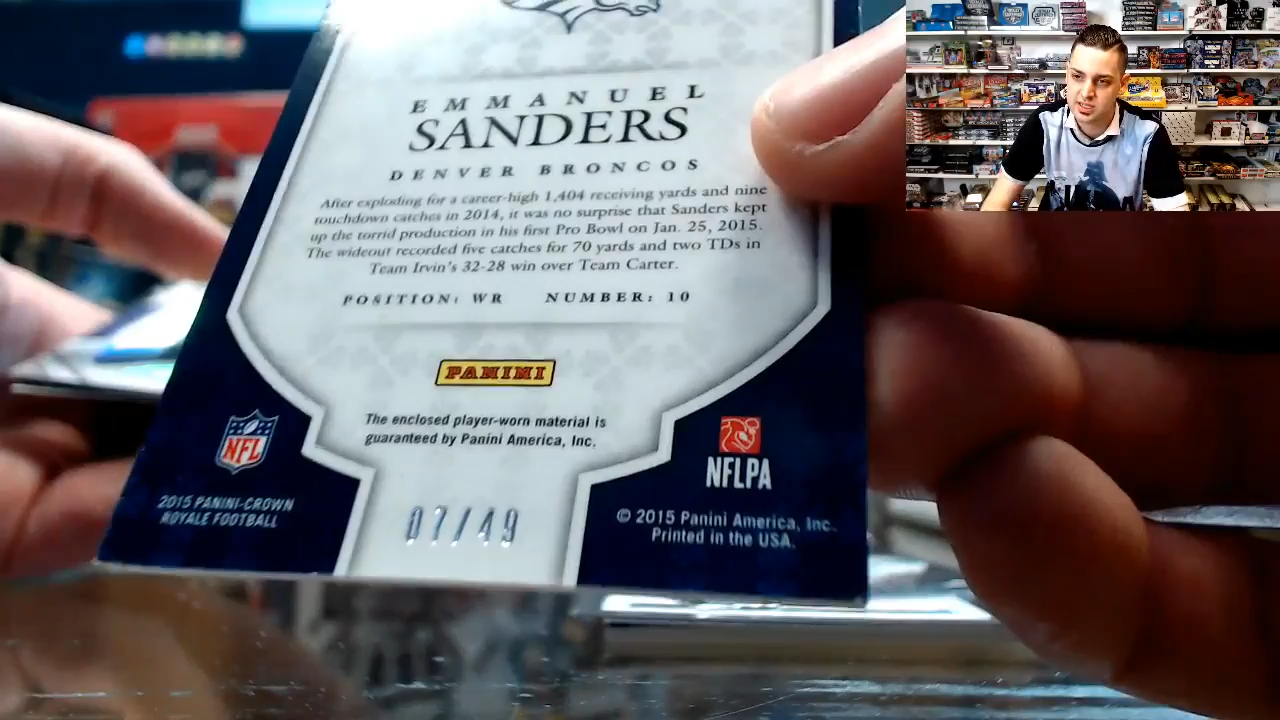 EMMANUEL
SANDERS
DENVER BRONCOS
After exploding for a career-high 1,404 receiving yards and nine
touchdown catches in 2014, it was no surprise that Sanders kept
up the torrid production in his first Pro Bowl on Jan. 25, 2015.
The wideout recorded five catches for 70 yards and two TDs in
Team Irvin's 32-28 win over Team Carter.
POSITION: WR NUMBER: 10
PANINI
The enclosed player-worn material is
guaranteed by Panini America, Inc.
NFL
NFLPA
2015 PANINI-CROWN
ROYALE FOOTBALL
07/49
© 2015 Panini America, Inc.
Printed in the USA.